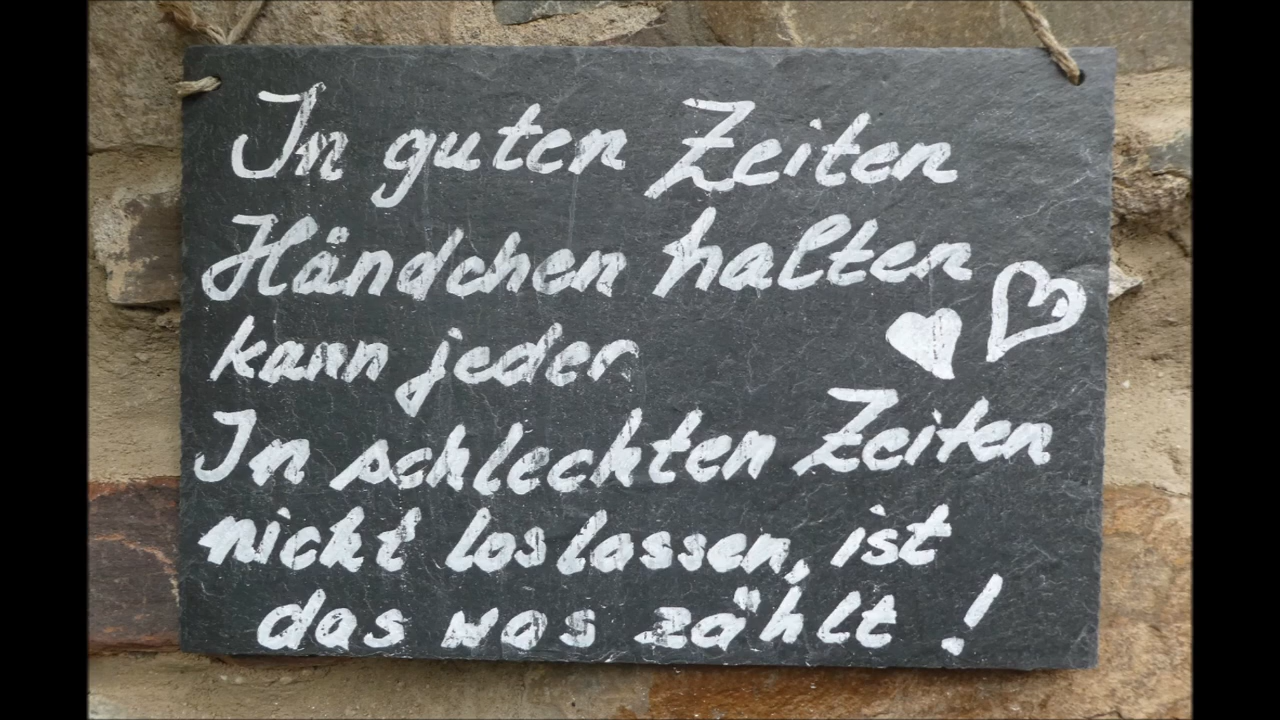 In guten Zeiten
Händchen halten
kann jeder
In schlechten Zeiten
nicht loslassen, ist
das was zählt !